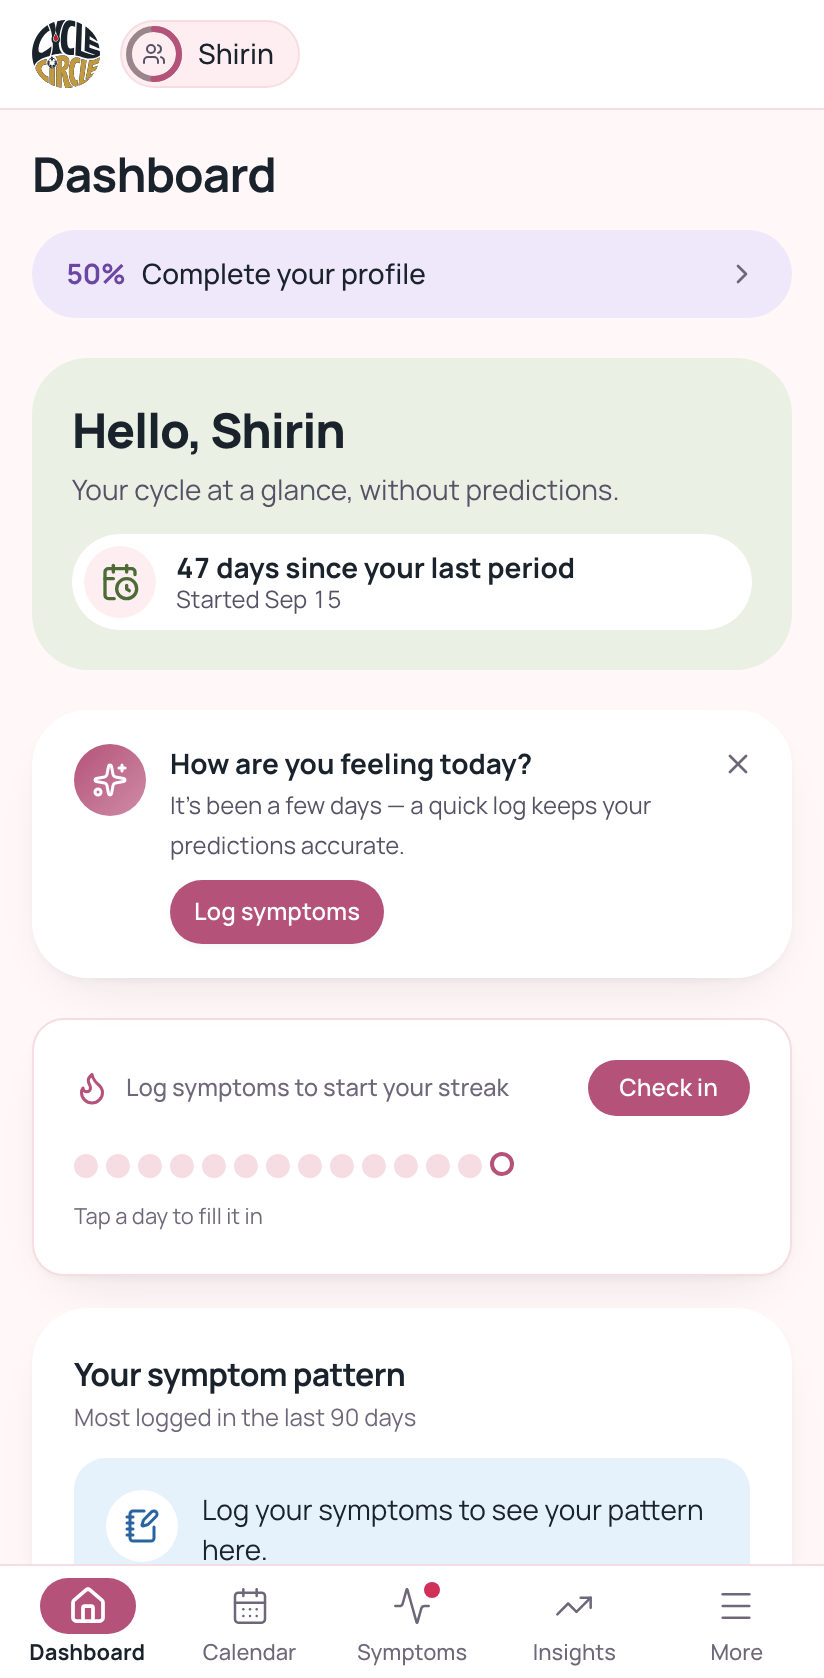 CYCLE
CIRCLE
Shirin
Dashboard
50% Complete your profile
Hello, Shirin
Your cycle at a glance, without predictions.
47 days since your last period
Started Sep 15
How are you feeling today?
It's been a few days — a quick log keeps your
predictions accurate.
Log symptoms
Log symptoms to start your streak
Check in
Tap a day to fill it in
Your symptom pattern
Most logged in the last 90 days
Log your symptoms to see your pattern
here.
Dashboard
Calendar
Symptoms
Insights
More